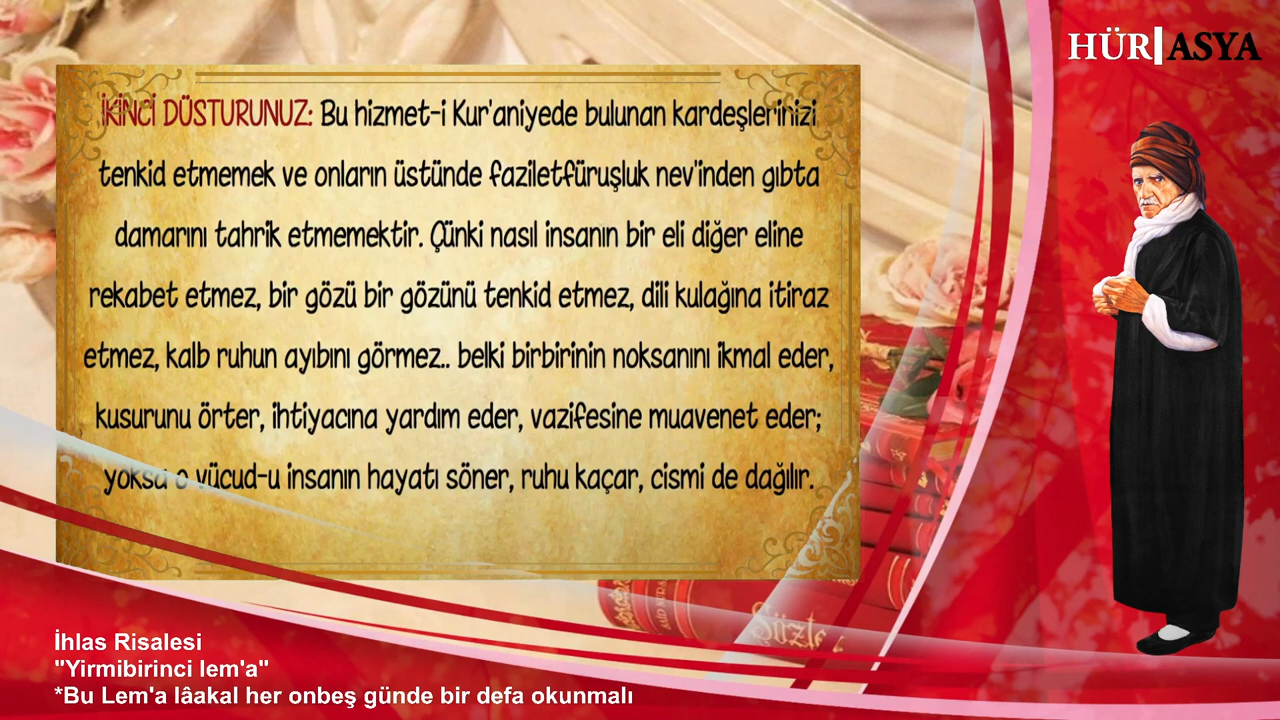 HÜR|ASYA
İKİNCİ DÜSTURUNUZ: Bu hizmet-i Kur'aniyede bulunan kardeşlerinizi
tenkid etmemek ve onların üstünde faziletfüruşluk nev'inden gıbta
damarını tahrik etmemektir. Çünki nasıl insanın bir eli diğer eline
rekabet etmez, bir gözü bir gözünü tenkid etmez, dili kulağına itiraz
etmez, kalb ruhun ayıbını görmez.. belki birbirinin noksanını ikmal eder,
kusurunu örter, ihtiyacına yardım eder, vazifesine muavenet eder;
yoksa o vücud-u insanın hayatı söner, ruhu kaçar, cismi de dağılır.
Sözler
İhlas Risalesi
"Yirmibirinci lem'a"
*Bu Lem'a lâakal her onbeş günde bir defa okunmalı